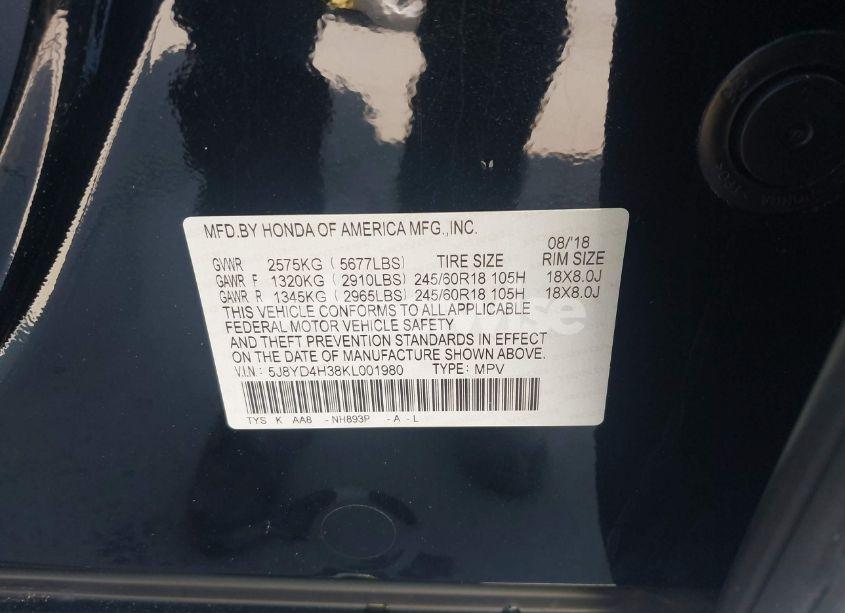 MFD.BY HONDA OF AMERICA MFG.,INC.
08/'18
GVWR 2575KG (5677LBS) TIRE SIZE RIM SIZE
GAWR F 1320KG (2910LBS) 245/60R18 105H 18X8.0J
GAWR R 1345KG (2965LBS) 245/60R18 105H 18X8.0J
THIS VEHICLE CONFORMS TO ALL APPLICABLE
FEDERAL MOTOR VEHICLE SAFETY
AND THEFT PREVENTION STANDARDS IN EFFECT
ON THE DATE OF MANUFACTURE SHOWN ABOVE.
V.I.N.: 5J8YD4H38KL001980 TYPE: MPV
TYS K AA8 -NH893P -A-L